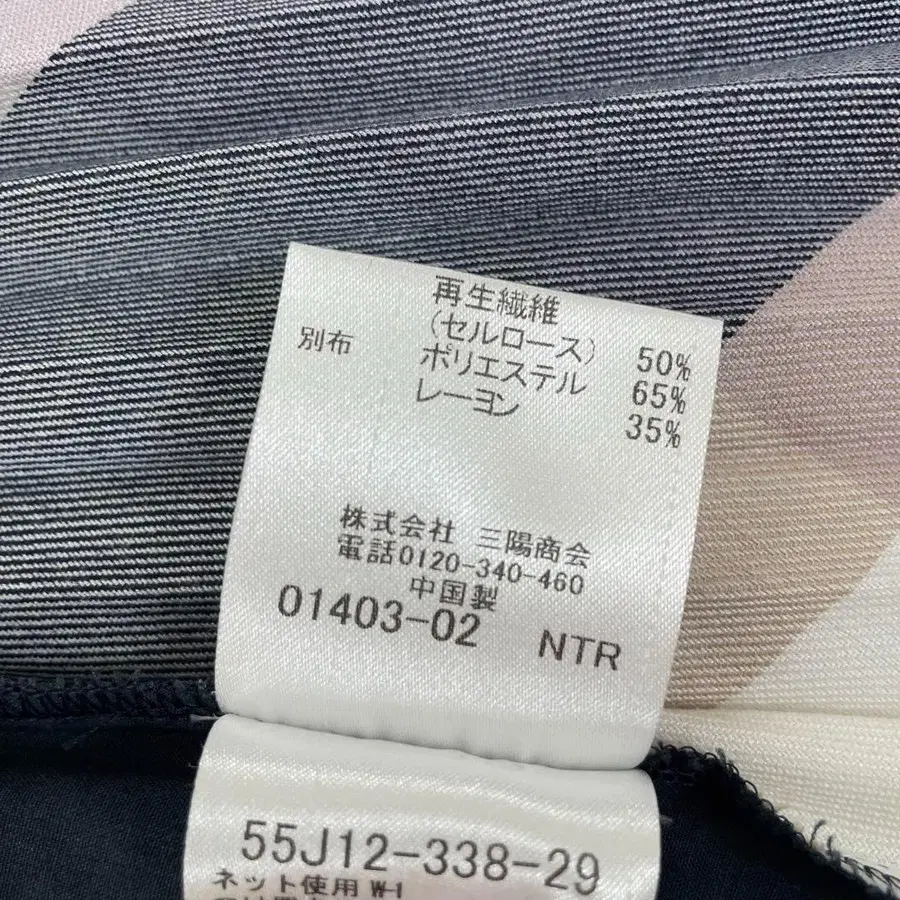 再生繊維
(セルロース) 50%
別布 ポリエステル 65%
レーヨン 35%
株式会社 三陽商会
電話0120-340-460
中国製
01403-02 NTR
55J12-338-29
ネット使用 W-I